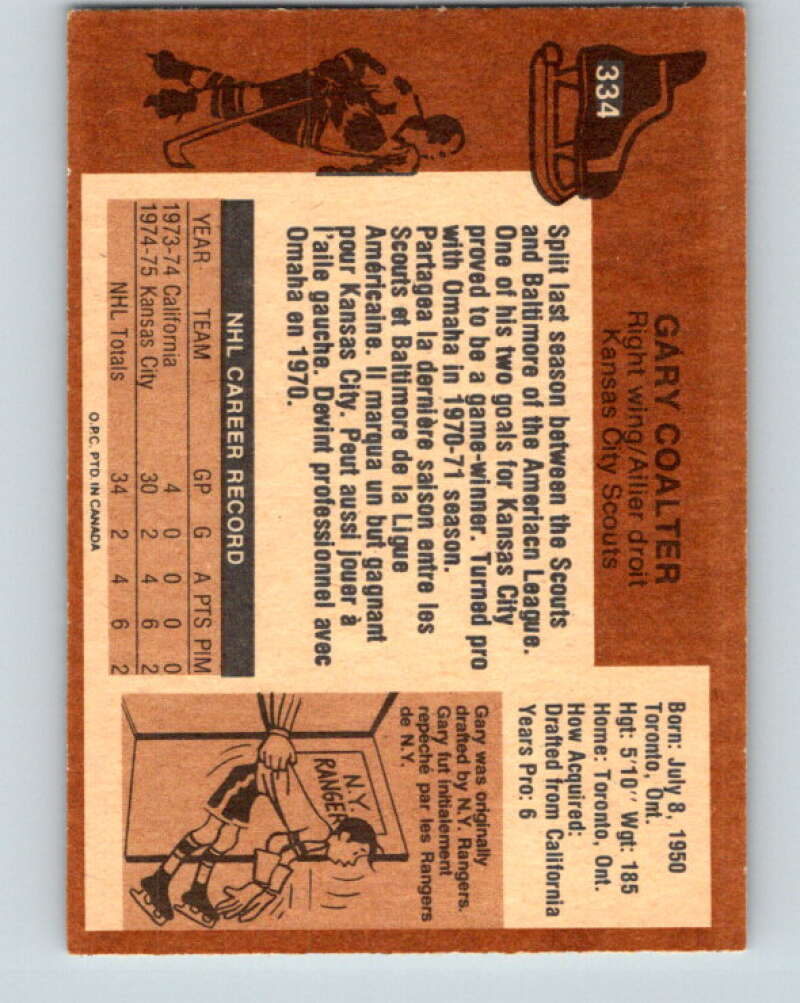 334
GARY COALTER
Right wing/Ailier droit
Kansas City Scouts
Born: July 8, 1950
Toronto, Ont.
Hgt: 5'10" Wgt: 185
Home: Toronto, Ont.
How Acquired:
Drafted from California
Years Pro: 6
Split last season between the Scouts
and Baltimore of the Ameriacn League.
One of his two goals for Kansas City
proved to be a game-winner. Turned pro
with Omaha in 1970-71 season.
Partagea la dernière saison entre les
Scouts et Baltimore de la Ligue
Américaine. Il marqua un but gagnant
pour Kansas City. Peut aussi jouer à
l'aile gauche. Devint professionnel avec
Omaha en 1970.
NHL CAREER RECORD
YEAR TEAM GP G A PTS PIM
1973-74 California 4 0 0 0 0
1974-75 Kansas City 30 2 4 6 2
NHL Totals 34 2 4 6 2
O.P.C. PTD. IN CANADA
Gary was originally
drafted by N.Y. Rangers.
Gary fut initialement
repeché par les Rangers
de N.Y.
N.Y.
RANGER